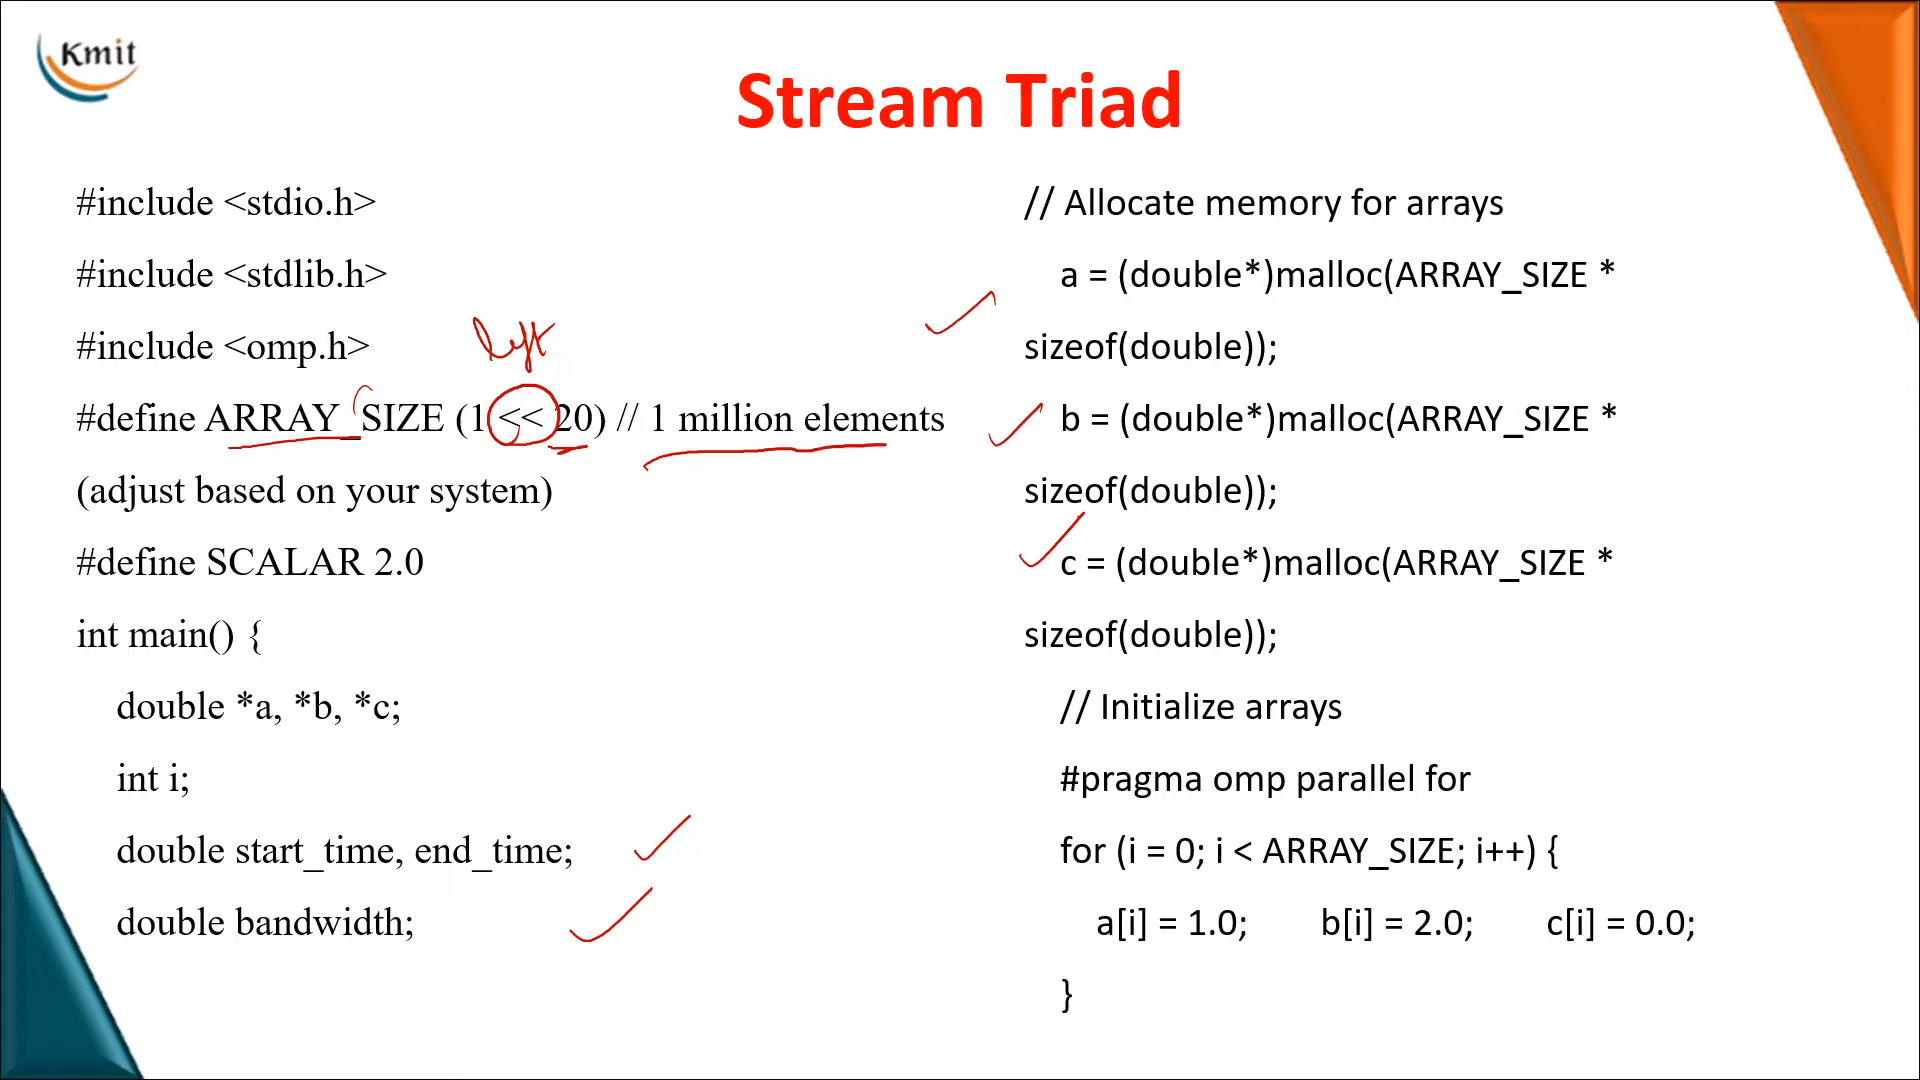 Kmit
Stream Triad
#include <stdio.h>
#include <stdlib.h>
#include <omp.h>
left
#define ARRAY_SIZE (1 << 20) // 1 million elements
(adjust based on your system)
#define SCALAR 2.0
int main() {
double *a, *b, *c;
int i;
double start_time, end_time;
double bandwidth;
// Allocate memory for arrays
a = (double*)malloc(ARRAY_SIZE *
sizeof(double));
b = (double*)malloc(ARRAY_SIZE *
sizeof(double));
c = (double*)malloc(ARRAY_SIZE *
sizeof(double));
// Initialize arrays
#pragma omp parallel for
for (i = 0; i < ARRAY_SIZE; i++) {
a[i] = 1.0; b[i] = 2.0; c[i] = 0.0;
}